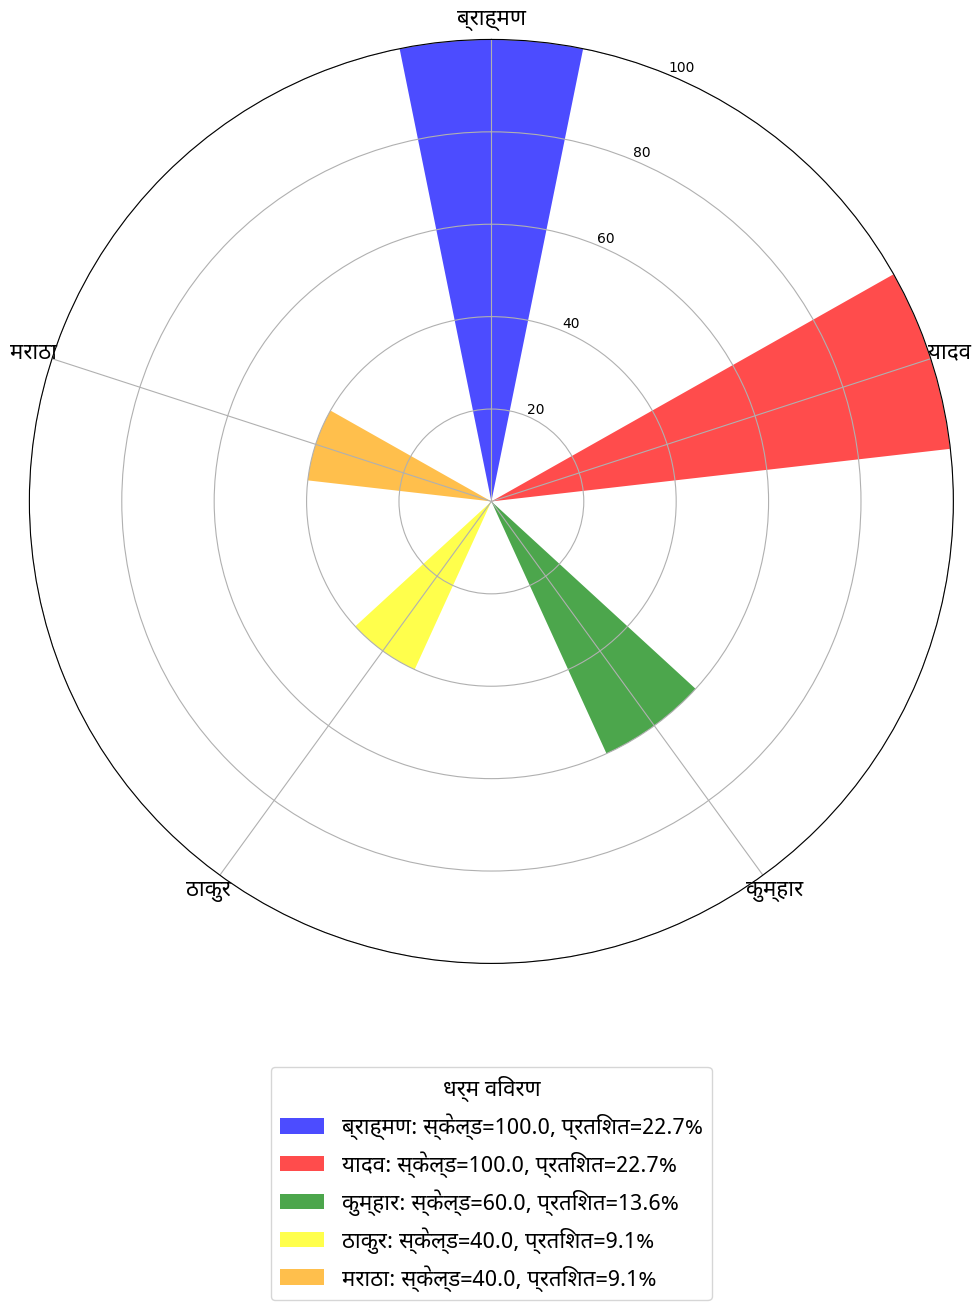 ब्राह्मण
100
80
60
40
20
मराठा
यादव
ठाकुर
कुम्हार
धर्म विवरण
ब्राह्मण: स्केल्ड=100.0, प्रतिशत=22.7%
यादव: स्केल्ड=100.0, प्रतिशत=22.7%
कुम्हार: स्केल्ड=60.0, प्रतिशत=13.6%
ठाकुर: स्केल्ड=40.0, प्रतिशत=9.1%
मराठा: स्केल्ड=40.0, प्रतिशत=9.1%